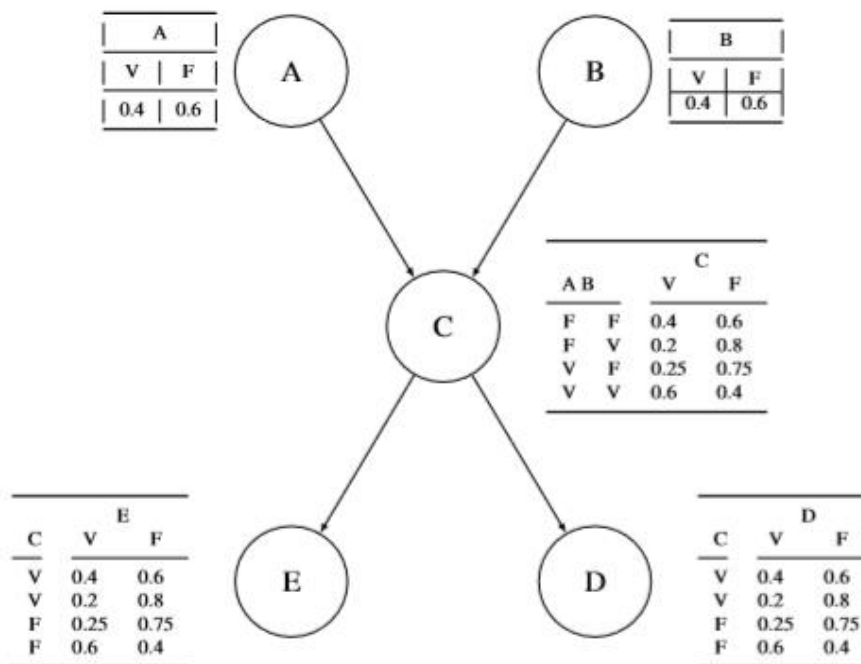 A
V F
0.4 0.6
A
B
B
V F
0.4 0.6
C
C
A B V F
F F 0.4 0.6
F V 0.2 0.8
V F 0.25 0.75
V V 0.6 0.4
E
C V F
V 0.4 0.6
V 0.2 0.8
F 0.25 0.75
F 0.6 0.4
E
D
D
C V F
V 0.4 0.6
V 0.2 0.8
F 0.25 0.75
F 0.6 0.4